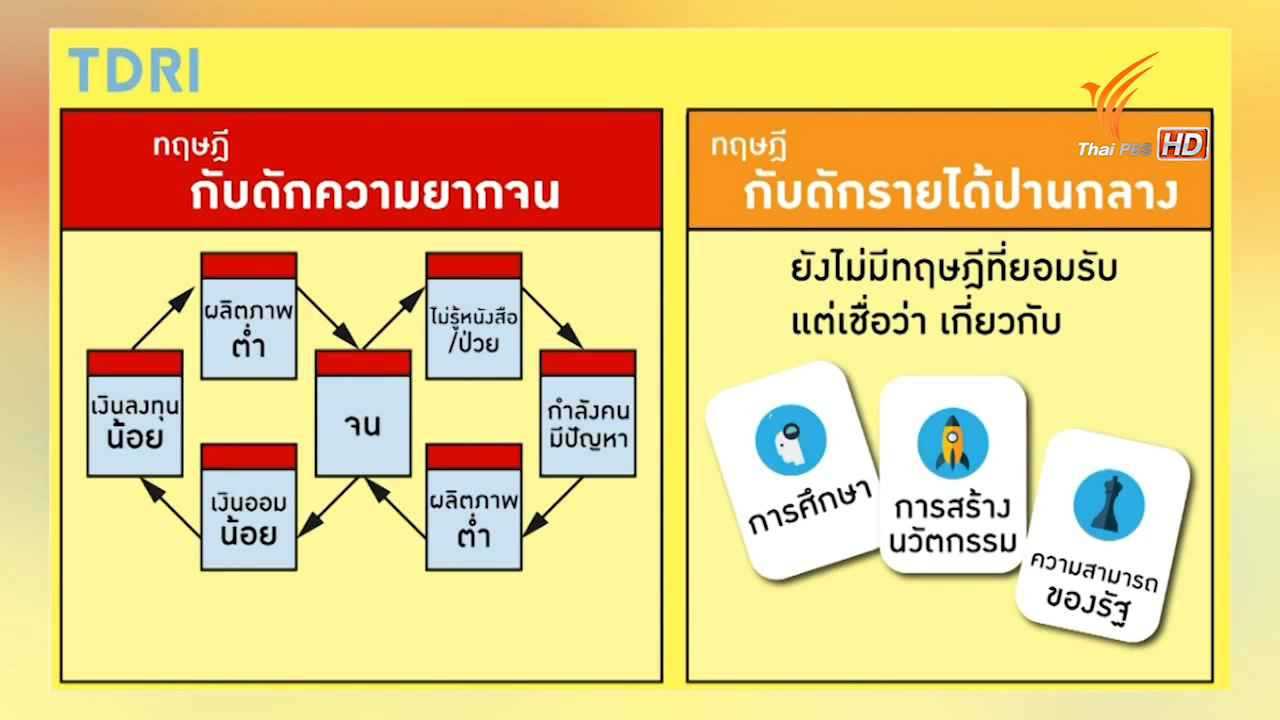 TDRI
Thai PBS HD
ทฤษฎี
กับดักความยากจน
ผลิตภาพ
ต่ำ
ไม่รู้หนังสือ
/ป่วย
เงินลงทุน
น้อย
จน
กำลังคน
มีปัญหา
เงินออม
น้อย
ผลิตภาพ
ต่ำ
ทฤษฎี
กับดักรายได้ปานกลาง
ยังไม่มีทฤษฎีที่ยอมรับ
แต่เชื่อว่า เกี่ยวกับ
การศึกษา
การสร้าง
นวัตกรรม
ความสามารถ
ของรัฐ